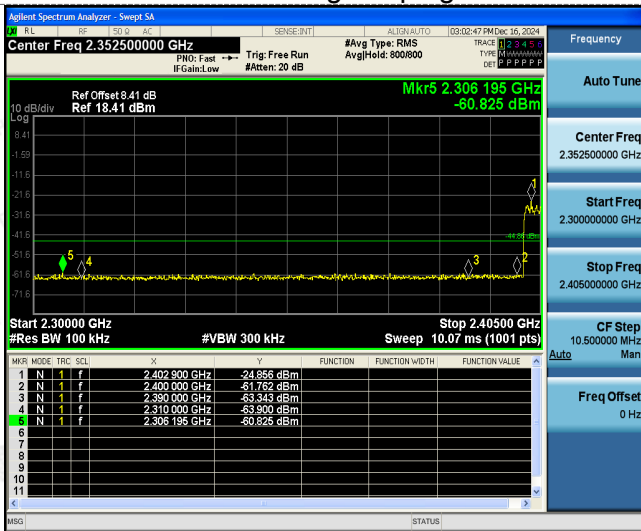 Agilent Spectrum Analyzer - Swept SA
RL RF 50 Ω AC SENSE:INT ALIGN AUTO 03:02:47 PM Dec 16, 2024
Center Freq 2.352500000 GHz
PNO: Fast
IFGain:Low
Trig: Free Run
#Atten: 20 dB
#Avg Type: RMS
Avg|Hold: 800/800
TRACE 1 2 3 4 5 6
TYPE M
DET P P P P P P
Frequency
Auto Tune
Center Freq
2.352500000 GHz
Start Freq
2.300000000 GHz
Stop Freq
2.405000000 GHz
CF Step
10.500000 MHz
Auto Man
Freq Offset
0 Hz
Mkr5 2.306 195 GHz
-60.825 dBm
Ref Offset 8.41 dB
10 dB/div Ref 18.41 dBm
Log
8.41
-1.59
-11.6
-21.6
-31.6
-41.6
-51.6
-61.6
-71.6
1
-44.86 dBm
5
4
3
2
Start 2.30000 GHz Stop 2.40500 GHz
#Res BW 100 kHz #VBW 300 kHz Sweep 10.07 ms (1001 pts)
MKR MODE TRC SCL X Y FUNCTION FUNCTION WIDTH FUNCTION VALUE
1 N 1 f 2.402 900 GHz -24.856 dBm
2 N 1 f 2.400 000 GHz -61.762 dBm
3 N 1 f 2.390 000 GHz -63.343 dBm
4 N 1 f 2.310 000 GHz -63.900 dBm
5 N 1 f 2.306 195 GHz -60.825 dBm
6
7
8
9
10
11
MSG STATUS